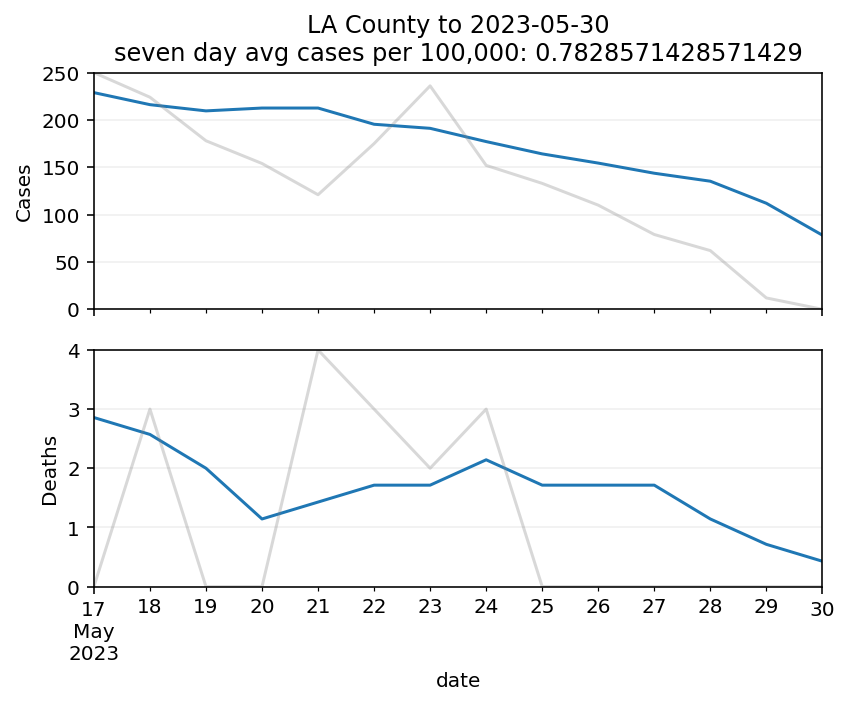 LA County to 2023-05-30
seven day avg cases per 100,000: 0.7828571428571429
250
200
150
100
50
0
Cases
4
3
2
1
0
Deaths
17 18 19 20 21 22 23 24 25 26 27 28 29 30
May
2023
date